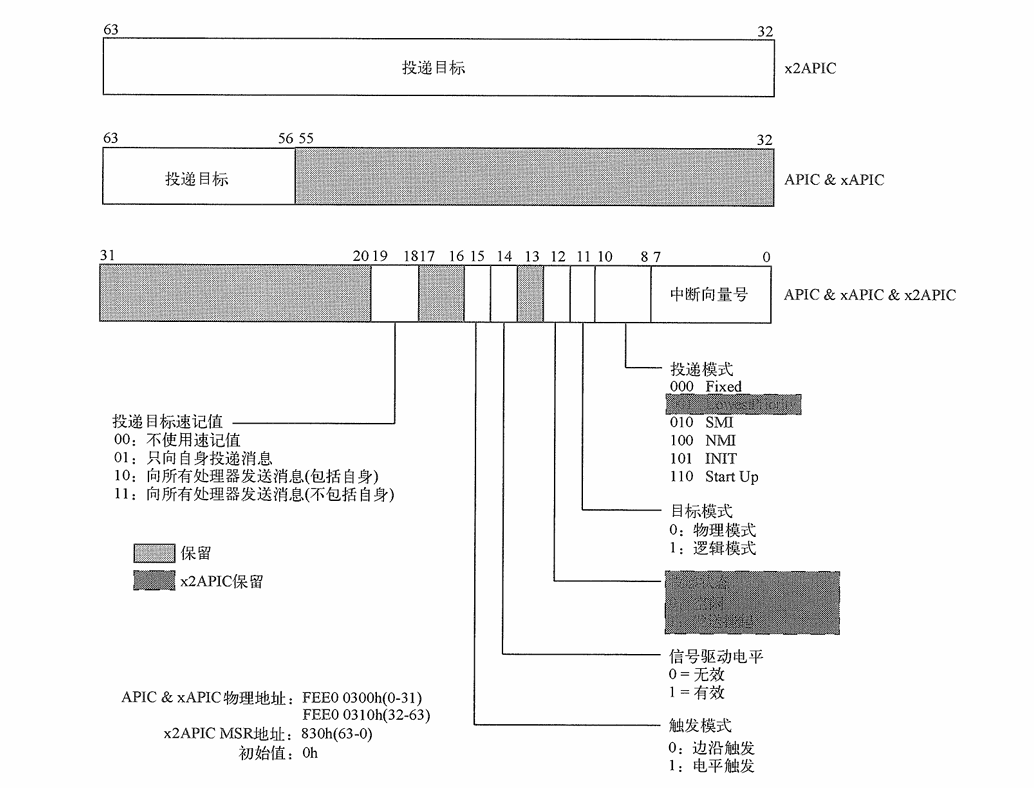 63 32
投递目标 x2APIC
63 56 55 32
投递目标 APIC & xAPIC
31 20 19 18 17 16 15 14 13 12 11 10 8 7 0
中断向量号 APIC & xAPIC & x2APIC
投递模式
000 Fixed
010 SMI
100 NMI
101 INIT
110 Start Up
投递目标速记值
00：不使用速记值
01：只向自身投递消息
10：向所有处理器发送消息(包括自身)
11：向所有处理器发送消息(不包括自身)
目标模式
0：物理模式
1：逻辑模式
保留
x2APIC保留
信号驱动电平
0 = 无效
1 = 有效
APIC & xAPIC物理地址：FEE0 0300h(0-31)
FEE0 0310h(32-63)
x2APIC MSR地址：830h(63-0)
初始值：0h
触发模式
0：边沿触发
1：电平触发